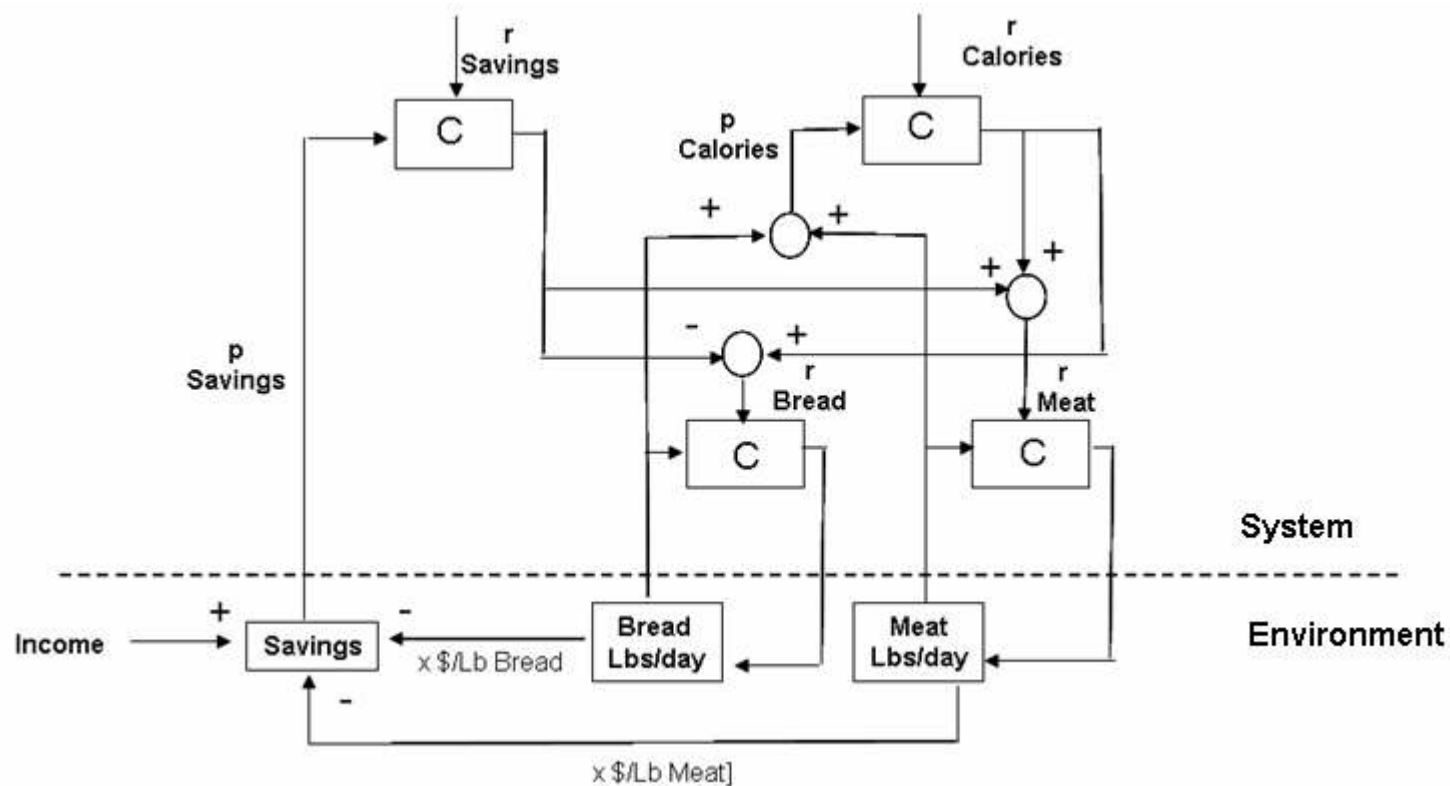 r
Savings
r
Calories
C
C
p
Calories
+
+
+
+
-
+
p
Savings
r
Bread
r
Meat
C
C
System
Income
+
Savings
-
x $/Lb Bread
Bread
Lbs/day
Meat
Lbs/day
Environment
-
x $/Lb Meat]